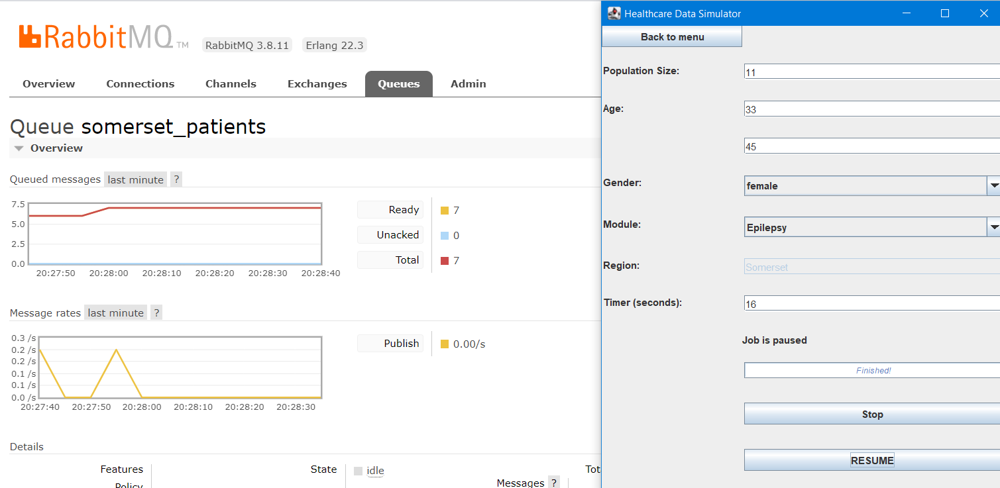 RabbitMQ TM RabbitMQ 3.8.11 Erlang 22.3
Overview Connections Channels Exchanges Queues Admin
Queue somerset_patients
Overview
Queued messages last minute ?
7.5
5.0
2.5
0.0
20:27:50 20:28:00 20:28:10 20:28:20 20:28:30 20:28:40
Ready 7
Unacked 0
Total 7
Message rates last minute ?
0.3 /s
0.2 /s
0.2 /s
0.1 /s
0.1 /s
0.0 /s
20:27:40 20:27:50 20:28:00 20:28:10 20:28:20 20:28:30
Publish 0.00/s
Details
Features
Policy
State idle
Tot
Messages ?
Healthcare Data Simulator
Back to menu
Population Size: 11
Age: 33
45
Gender: female
Module: Epilepsy
Region: Somerset
Timer (seconds): 16
Job is paused
Finished!
Stop
RESUME